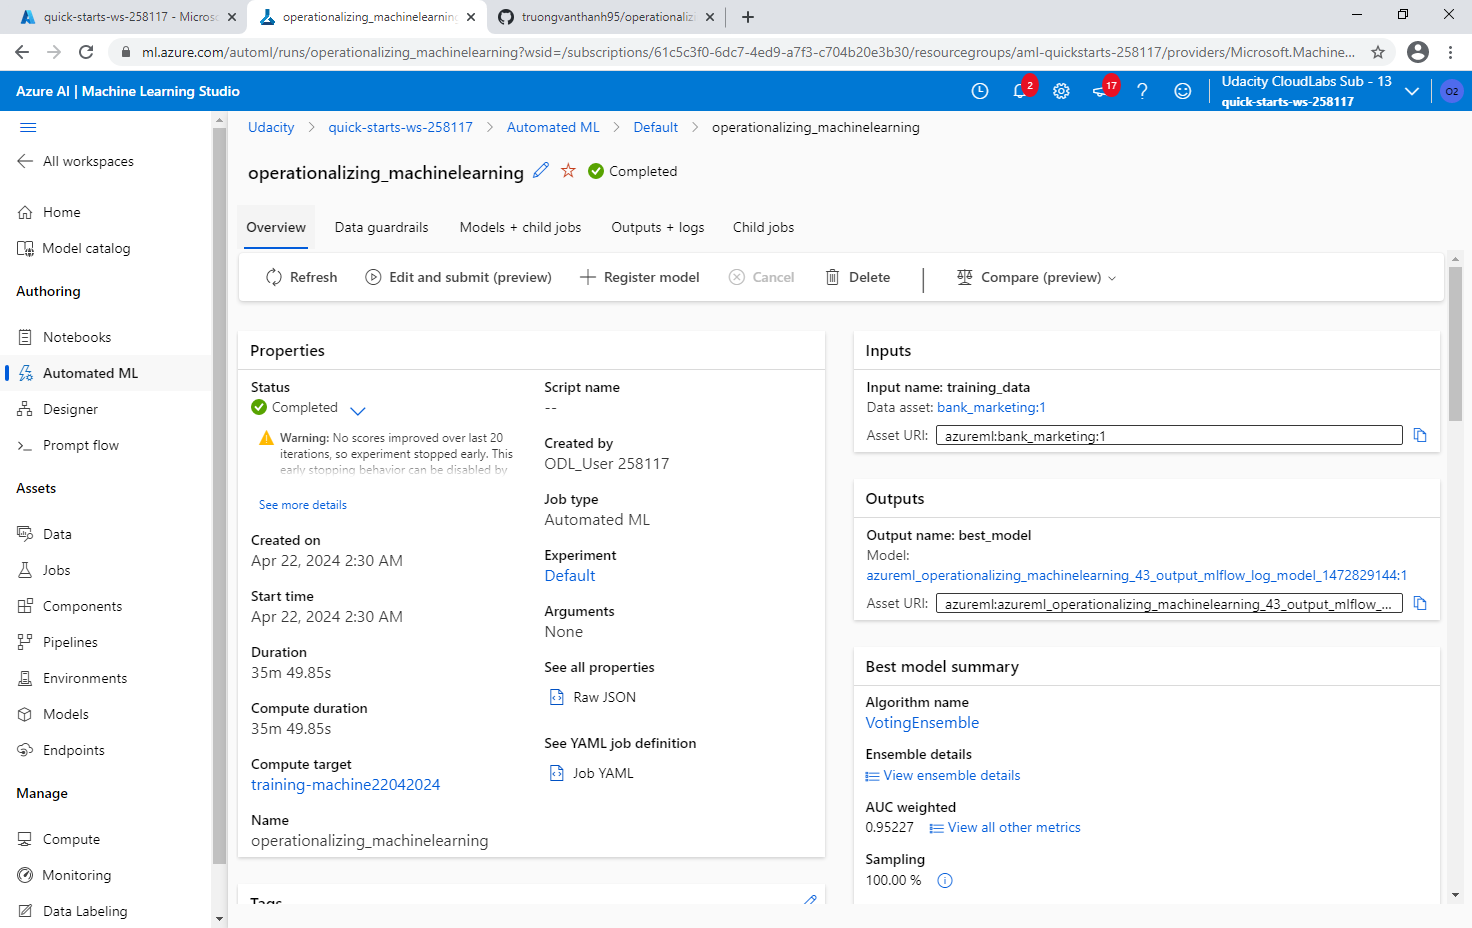 quick-starts-ws-258117 - Micros
operationalizing_machinelearning
truongvanthanh95/operationaliz
ml.azure.com/automl/runs/operationalizing_machinelearning?wsid=/subscriptions/61c5c3f0-6dc7-4ed9-a7f3-c704b20e3b30/resourcegroups/aml-quickstarts-258117/providers/Microsoft.Machine...
Azure AI | Machine Learning Studio
2
17
Udacity CloudLabs Sub - 13
quick-starts-ws-258117
O2
All workspaces
Home
Model catalog
Authoring
Notebooks
Automated ML
Designer
Prompt flow
Assets
Data
Jobs
Components
Pipelines
Environments
Models
Endpoints
Manage
Compute
Monitoring
Data Labeling
Udacity > quick-starts-ws-258117 > Automated ML > Default > operationalizing_machinelearning
operationalizing_machinelearning
Completed
Overview
Data guardrails
Models + child jobs
Outputs + logs
Child jobs
Refresh
Edit and submit (preview)
Register model
Cancel
Delete
Compare (preview)
Properties
Status
Completed
Warning: No scores improved over last 20
iterations, so experiment stopped early. This
early stopping behavior can be disabled by
See more details
Created on
Apr 22, 2024 2:30 AM
Start time
Apr 22, 2024 2:30 AM
Duration
35m 49.85s
Compute duration
35m 49.85s
Compute target
training-machine22042024
Name
operationalizing_machinelearning
Script name
--
Created by
ODL_User 258117
Job type
Automated ML
Experiment
Default
Arguments
None
See all properties
Raw JSON
See YAML job definition
Job YAML
Tags
Inputs
Input name: training_data
Data asset: bank_marketing:1
Asset URI: azureml:bank_marketing:1
Outputs
Output name: best_model
Model:
azureml_operationalizing_machinelearning_43_output_mlflow_log_model_1472829144:1
Asset URI: azureml:azureml_operationalizing_machinelearning_43_output_mlflow_...
Best model summary
Algorithm name
VotingEnsemble
Ensemble details
View ensemble details
AUC weighted
0.95227 View all other metrics
Sampling
100.00 %